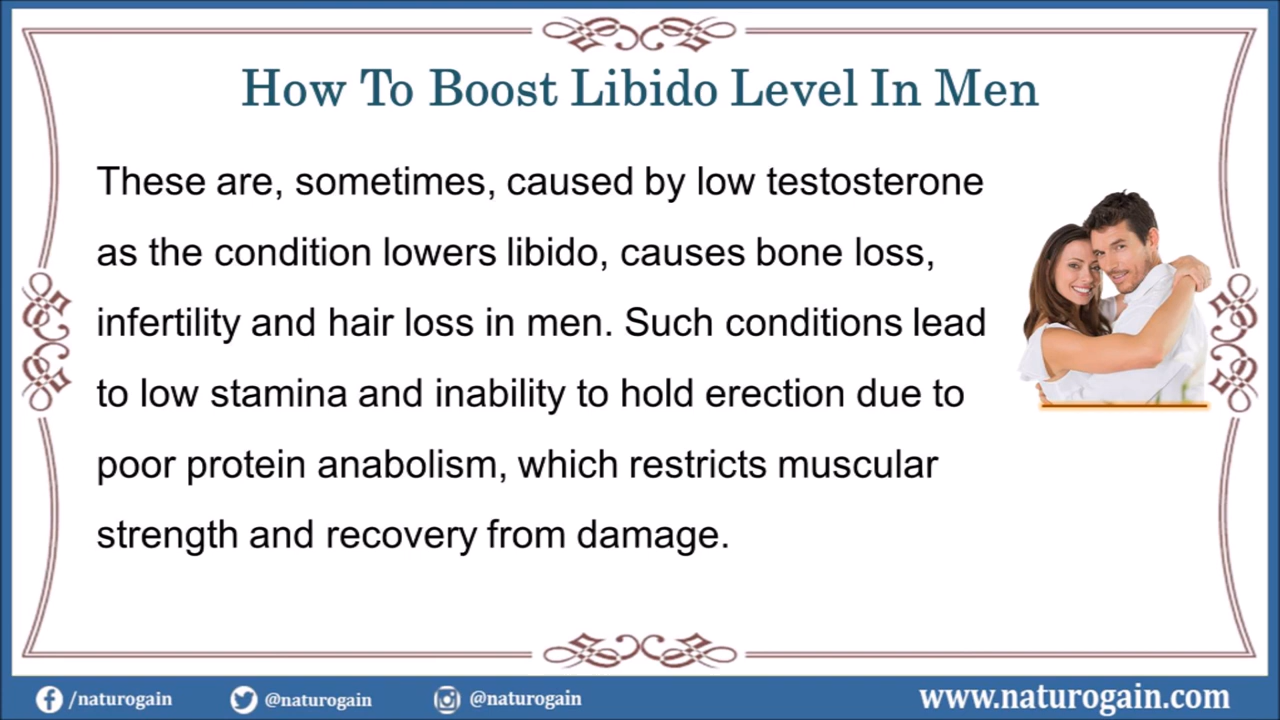 How To Boost Libido Level In Men
These are, sometimes, caused by low testosterone
as the condition lowers libido, causes bone loss,
infertility and hair loss in men. Such conditions lead
to low stamina and inability to hold erection due to
poor protein anabolism, which restricts muscular
strength and recovery from damage.
/naturogain @naturogain @naturogain www.naturogain.com